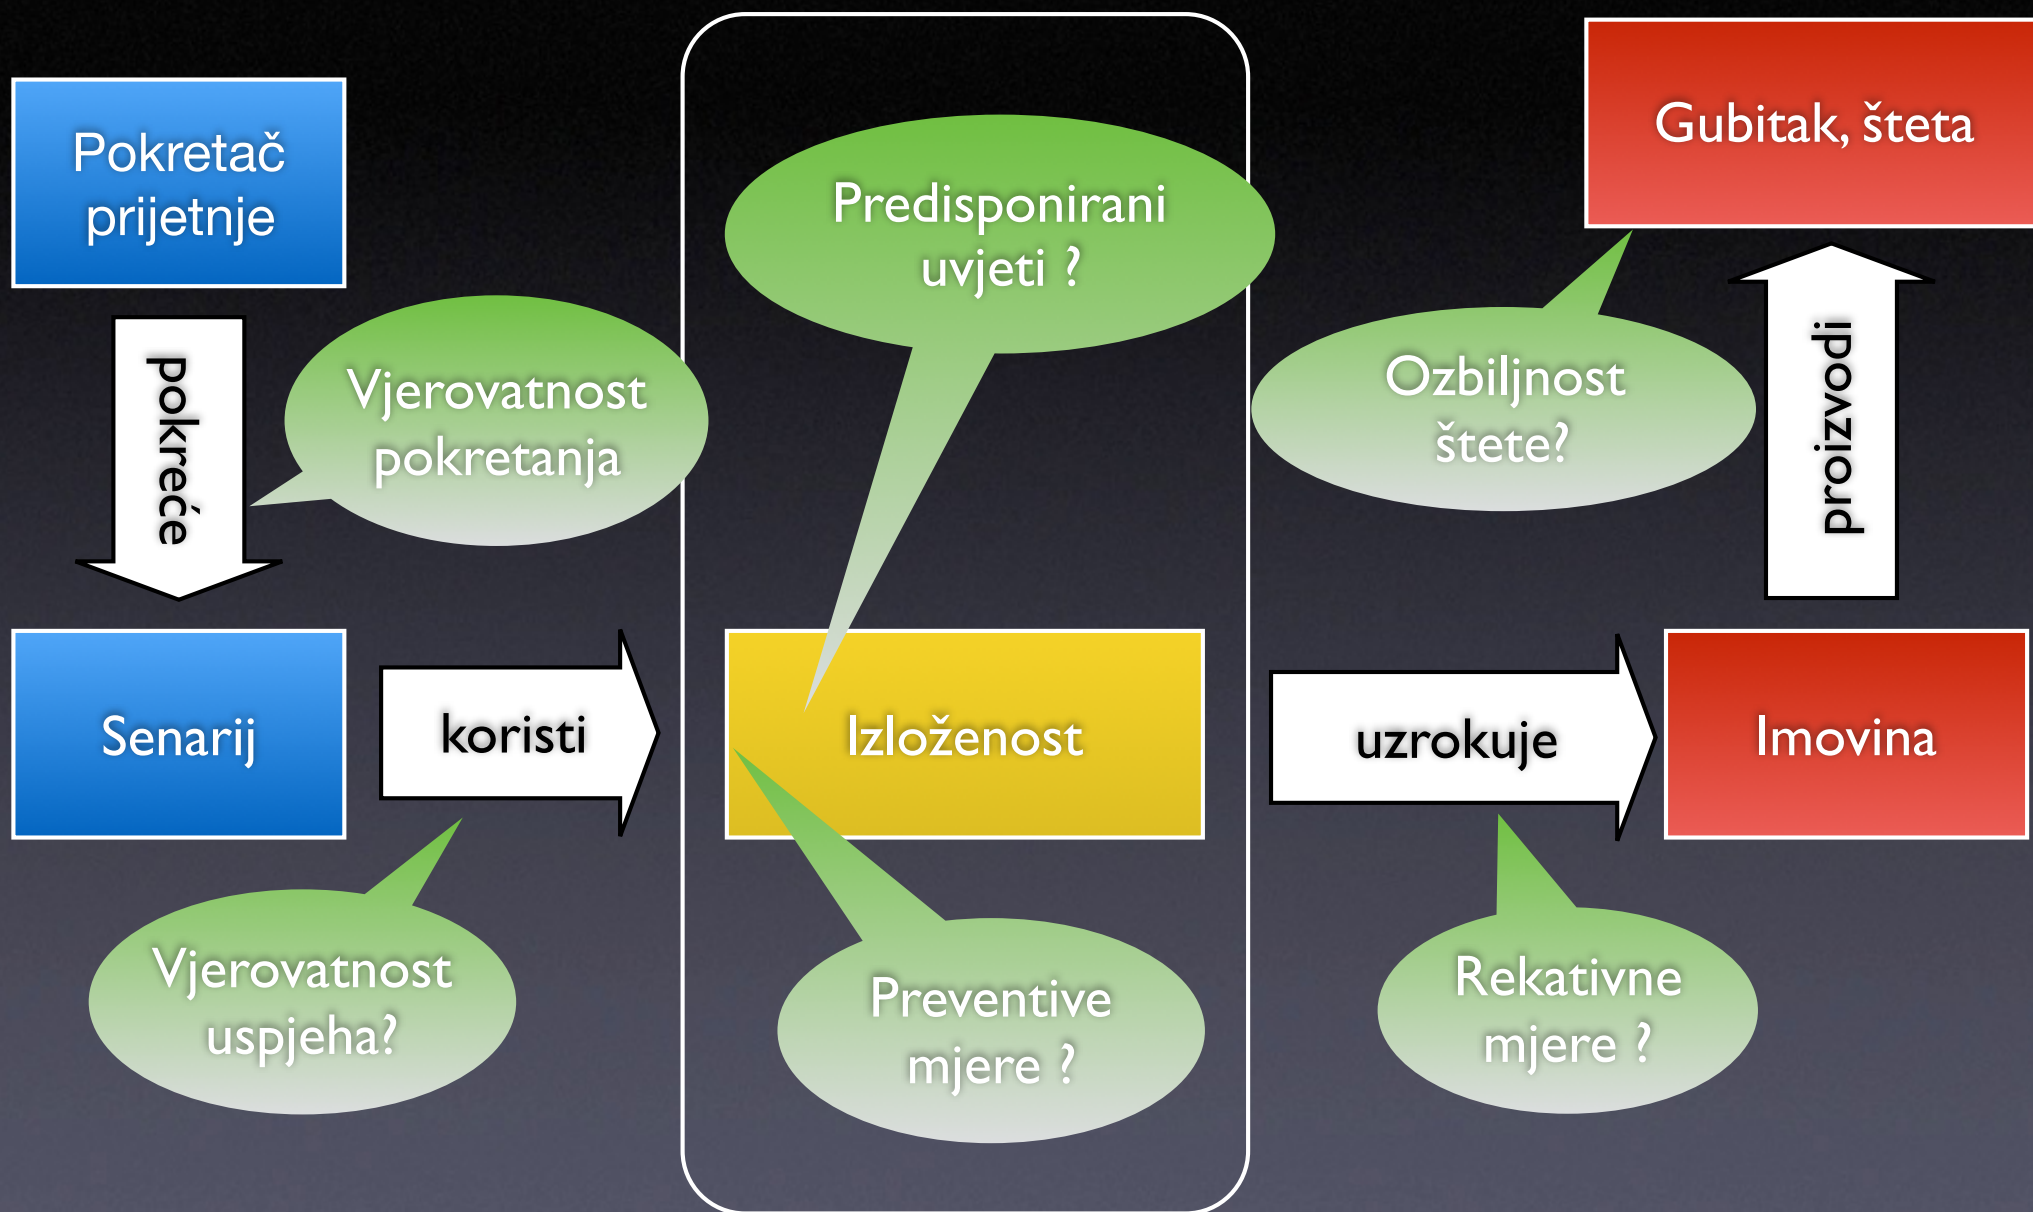 Pokretač
prijetnje
pokreće
Vjerovatnost
pokretanja
Predisponirani
uvjeti ?
Gubitak, šteta
Ozbiljnost
štete?
proizvodi
Senarij
koristi
Izloženost
uzrokuje
Imovina
Vjerovatnost
uspjeha?
Preventive
mjere ?
Rekativne
mjere ?